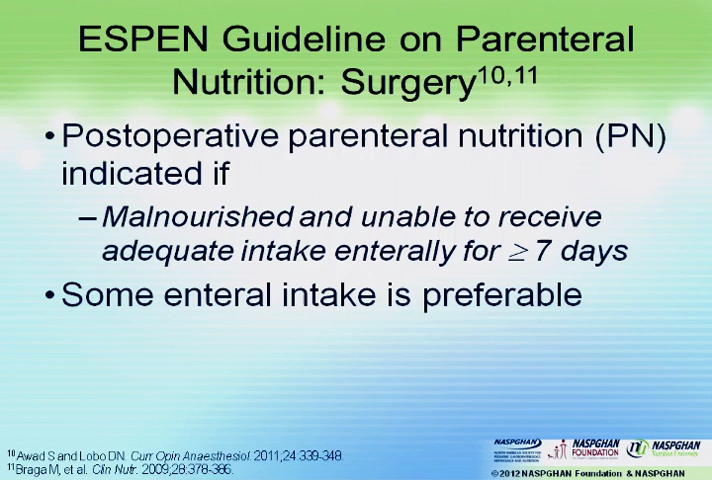 ESPEN Guideline on Parenteral
Nutrition: Surgery10,11
• Postoperative parenteral nutrition (PN)
indicated if
– Malnourished and unable to receive
adequate intake enterally for ≥ 7 days
• Some enteral intake is preferable
10Awad S and Lobo DN. Curr Opin Anaesthesiol. 2011;24:339-348.
11Braga M, et al. Clin Nutr. 2009;28:378-386.
NASPGHAN
NASPGHAN
FOUNDATION
NASPGHAN
©2012 NASPGHAN Foundation & NASPGHAN